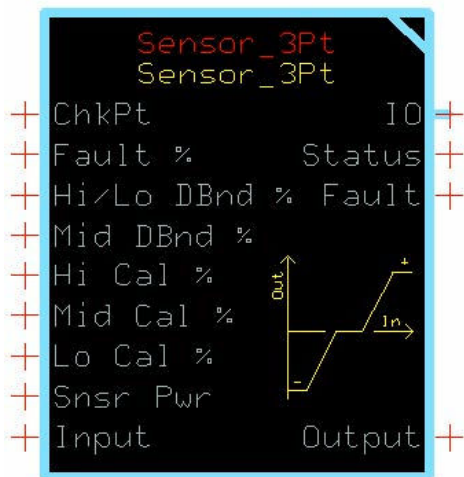 Sensor_3Pt
Sensor_3Pt
ChkPt IO
Fault % Status
Hi/Lo DBnd % Fault
Mid DBnd %
Hi Cal %
Mid Cal %
Lo Cal %
Snsr Pwr
Input Output
Out
In
+
-